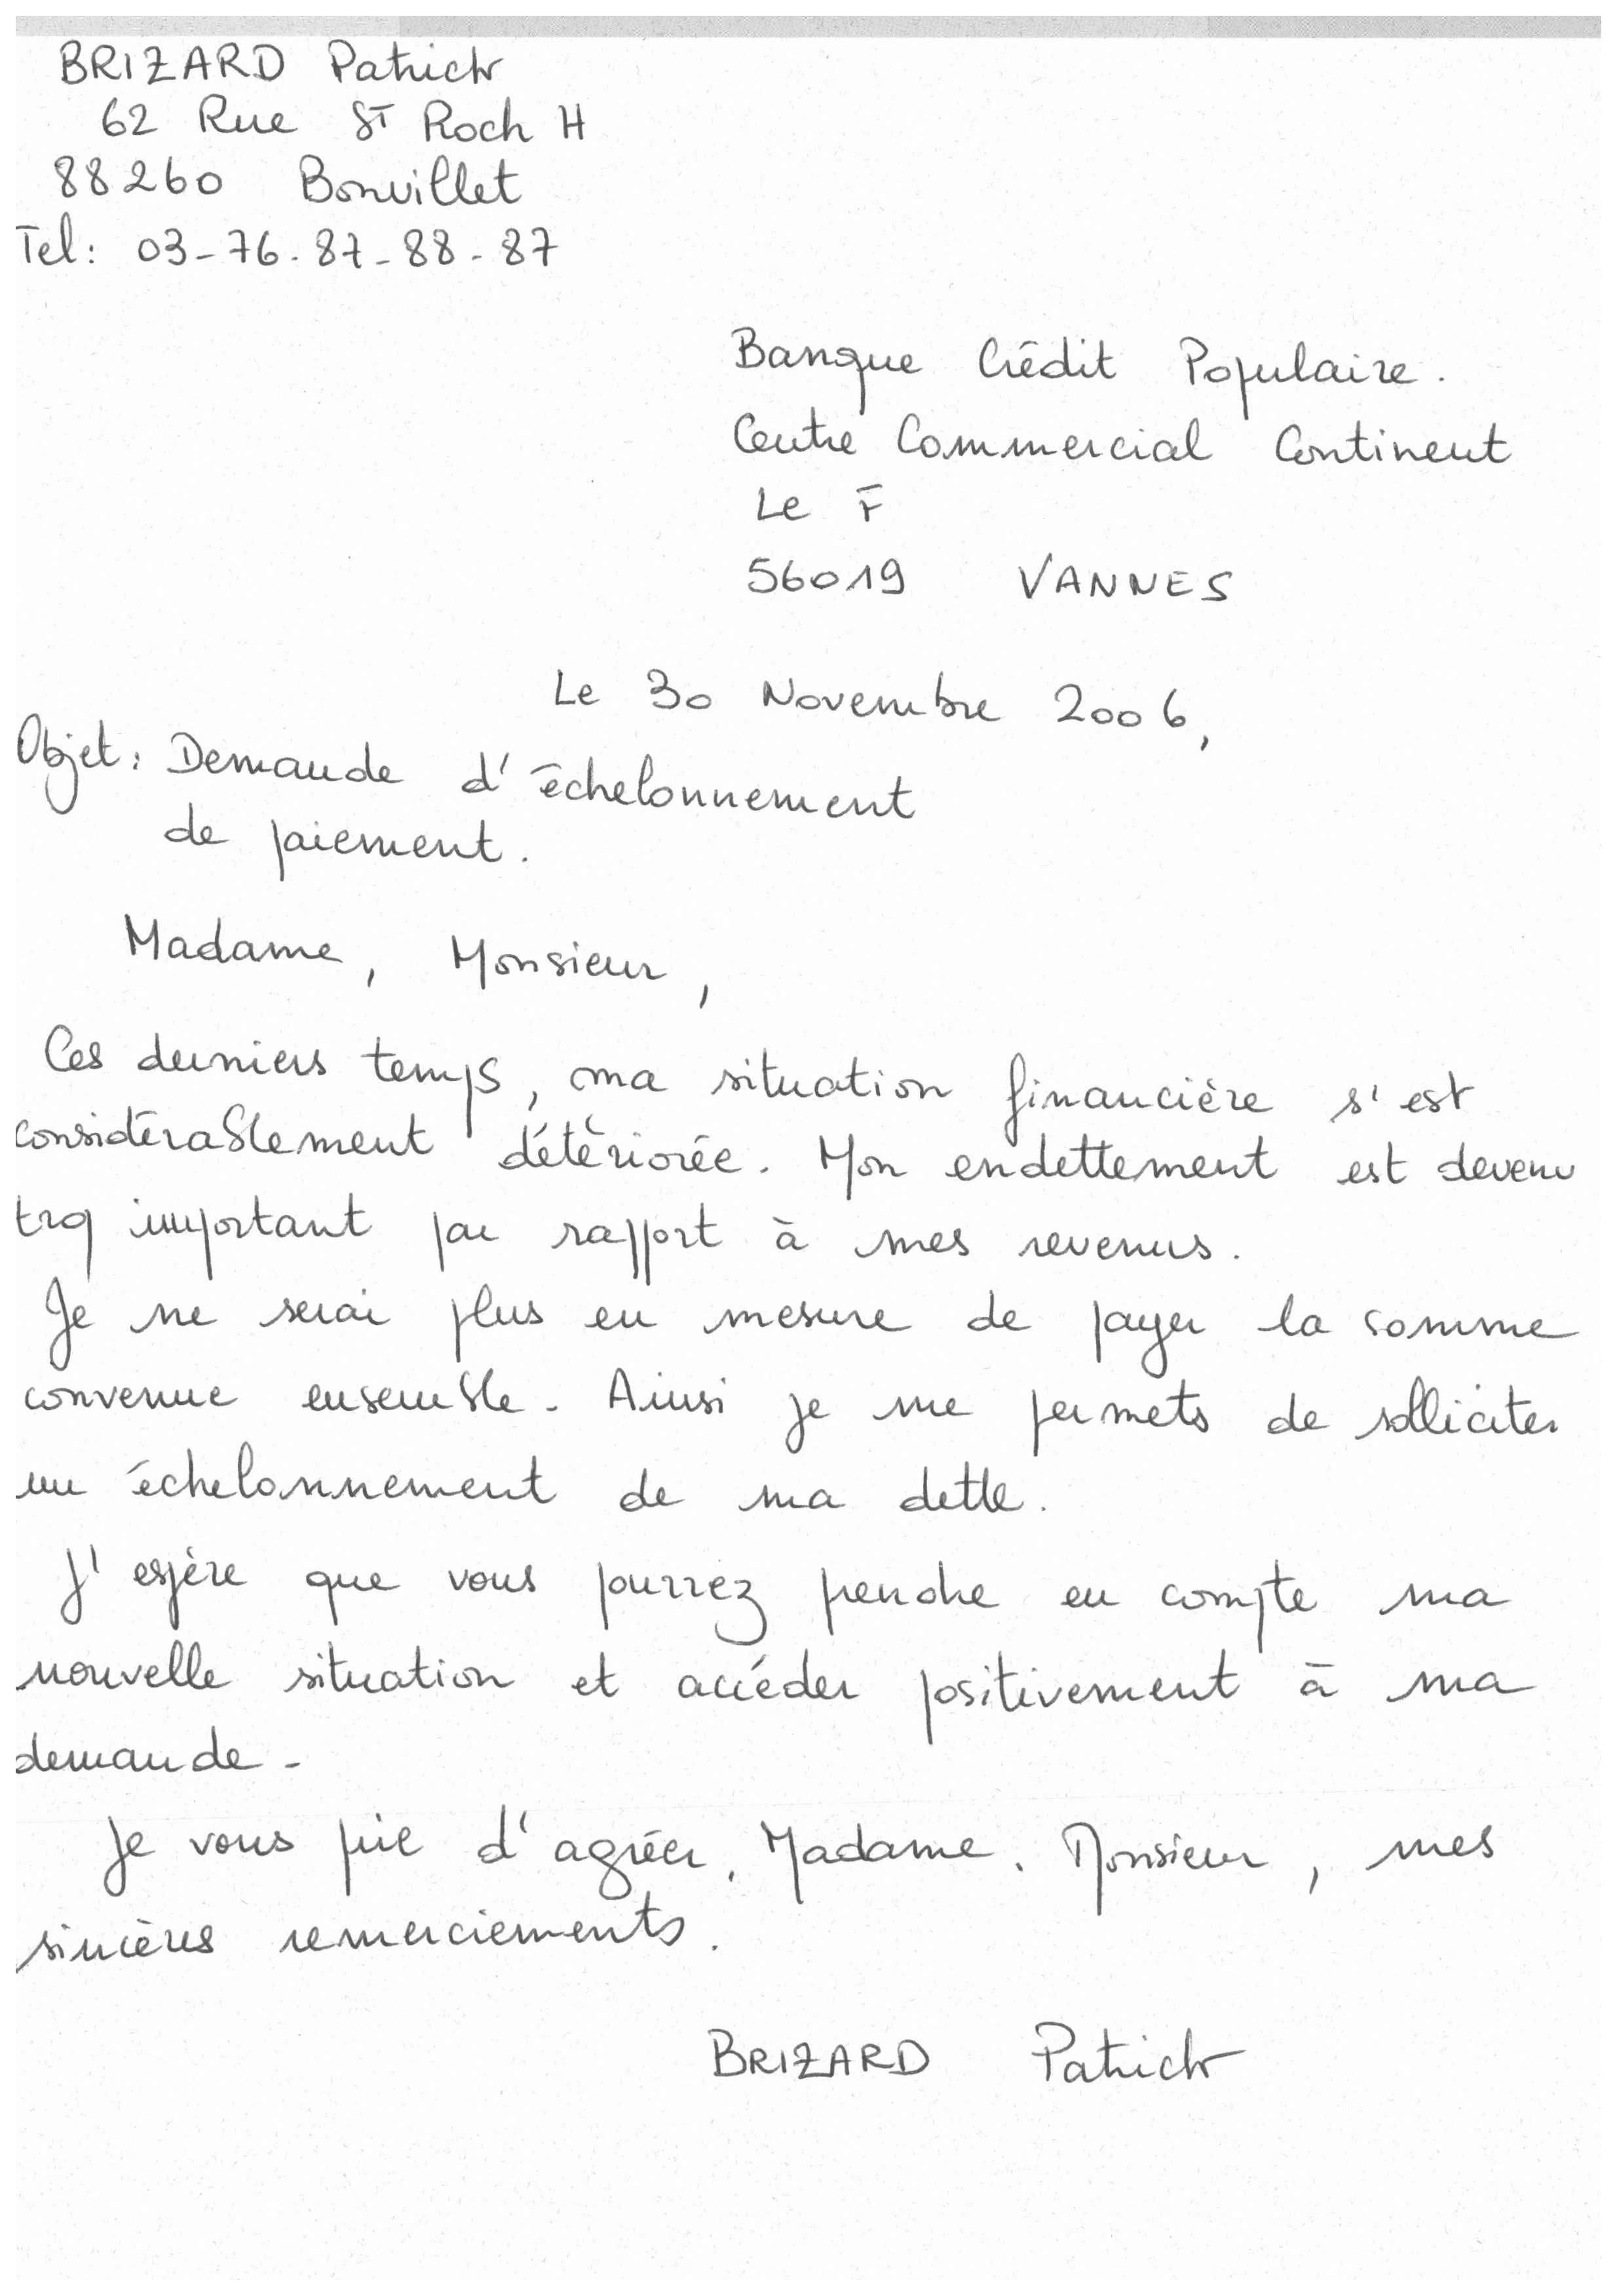 BRIZARD Patrick
62 Rue St Roch H
88260 Bonvillet
Tel: 03-76.87-88-87
Banque Crédit Populaire.
Centre Commercial Continent
Le F
56019 VANNES
Le 30 Novembre 2006,
Objet: Demande d'échelonnement
de paiement.
Madame, Monsieur,
Ces derniers temps, ma situation financière s'est
considérablement détériorée. Mon endettement est devenu
trop important par rapport à mes revenus.
Je ne serai plus en mesure de payer la somme
convenue ensemble. Ainsi je me permets de solliciter
un échelonnement de ma dette.
J'espère que vous pourrez prendre en compte ma
nouvelle situation et accéder positivement à ma
demande.
Je vous prie d'agréer, Madame, Monsieur, mes
sincères remerciements.
BRIZARD Patrick